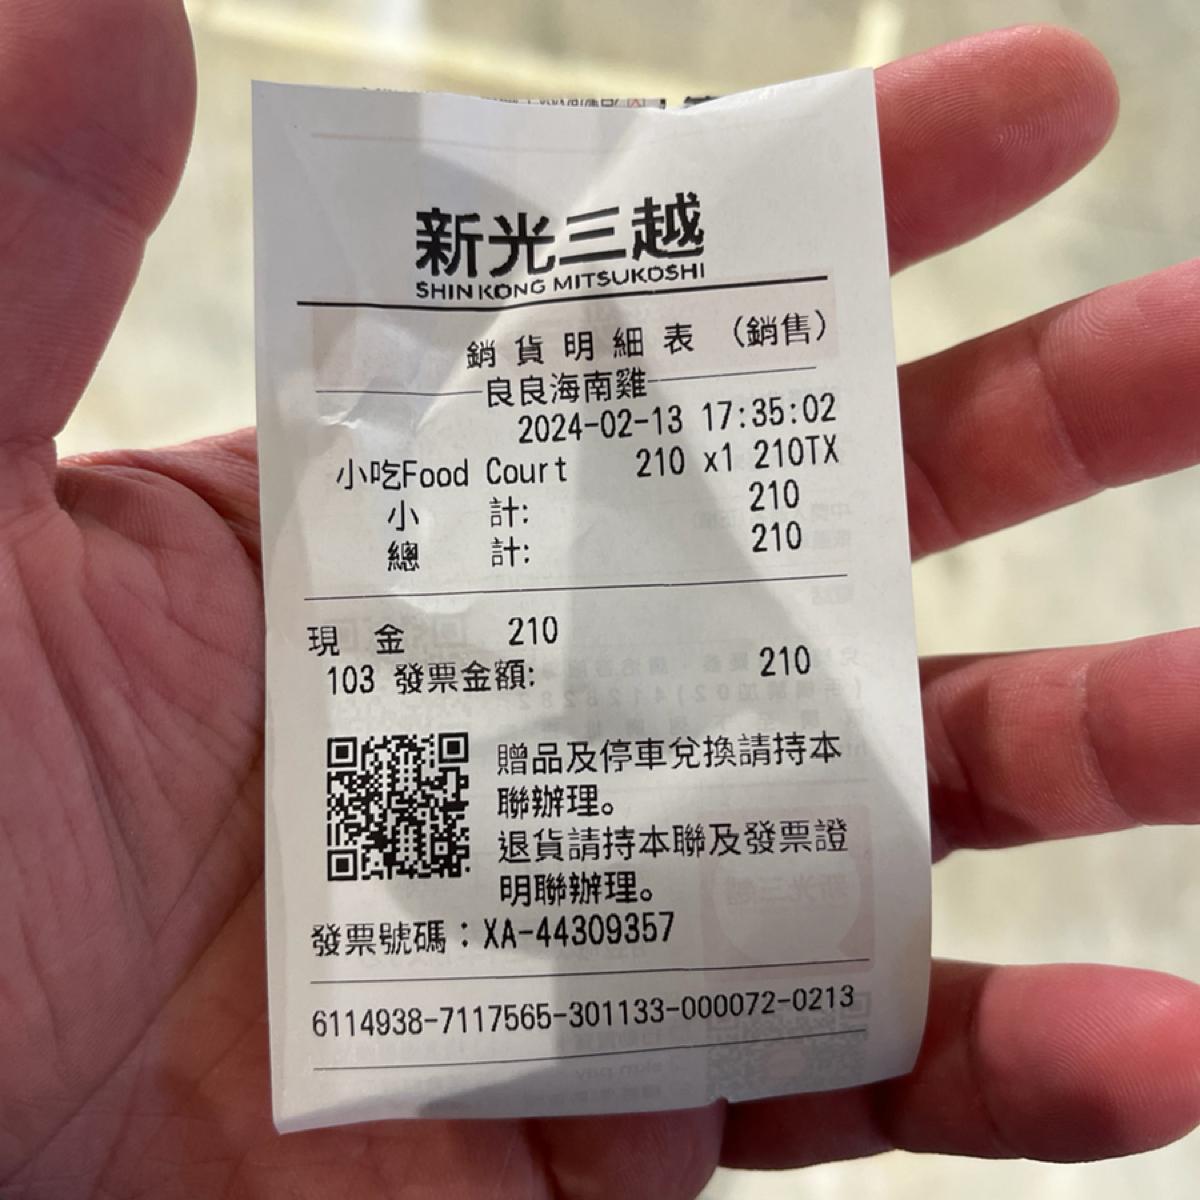 新光三越
SHIN KONG MITSUKOSHI
銷貨明細表 （銷售）
良良海南雞
2024-02-13 17:35:02
小吃Food Court 210 x1 210TX
小 計: 210
總 計: 210
現 金 210
103 發票金額: 210
贈品及停車兌換請持本
聯辦理。
退貨請持本聯及發票證
明聯辦理。
發票號碼：XA-44309357
6114938-7117565-301133-000072-0213